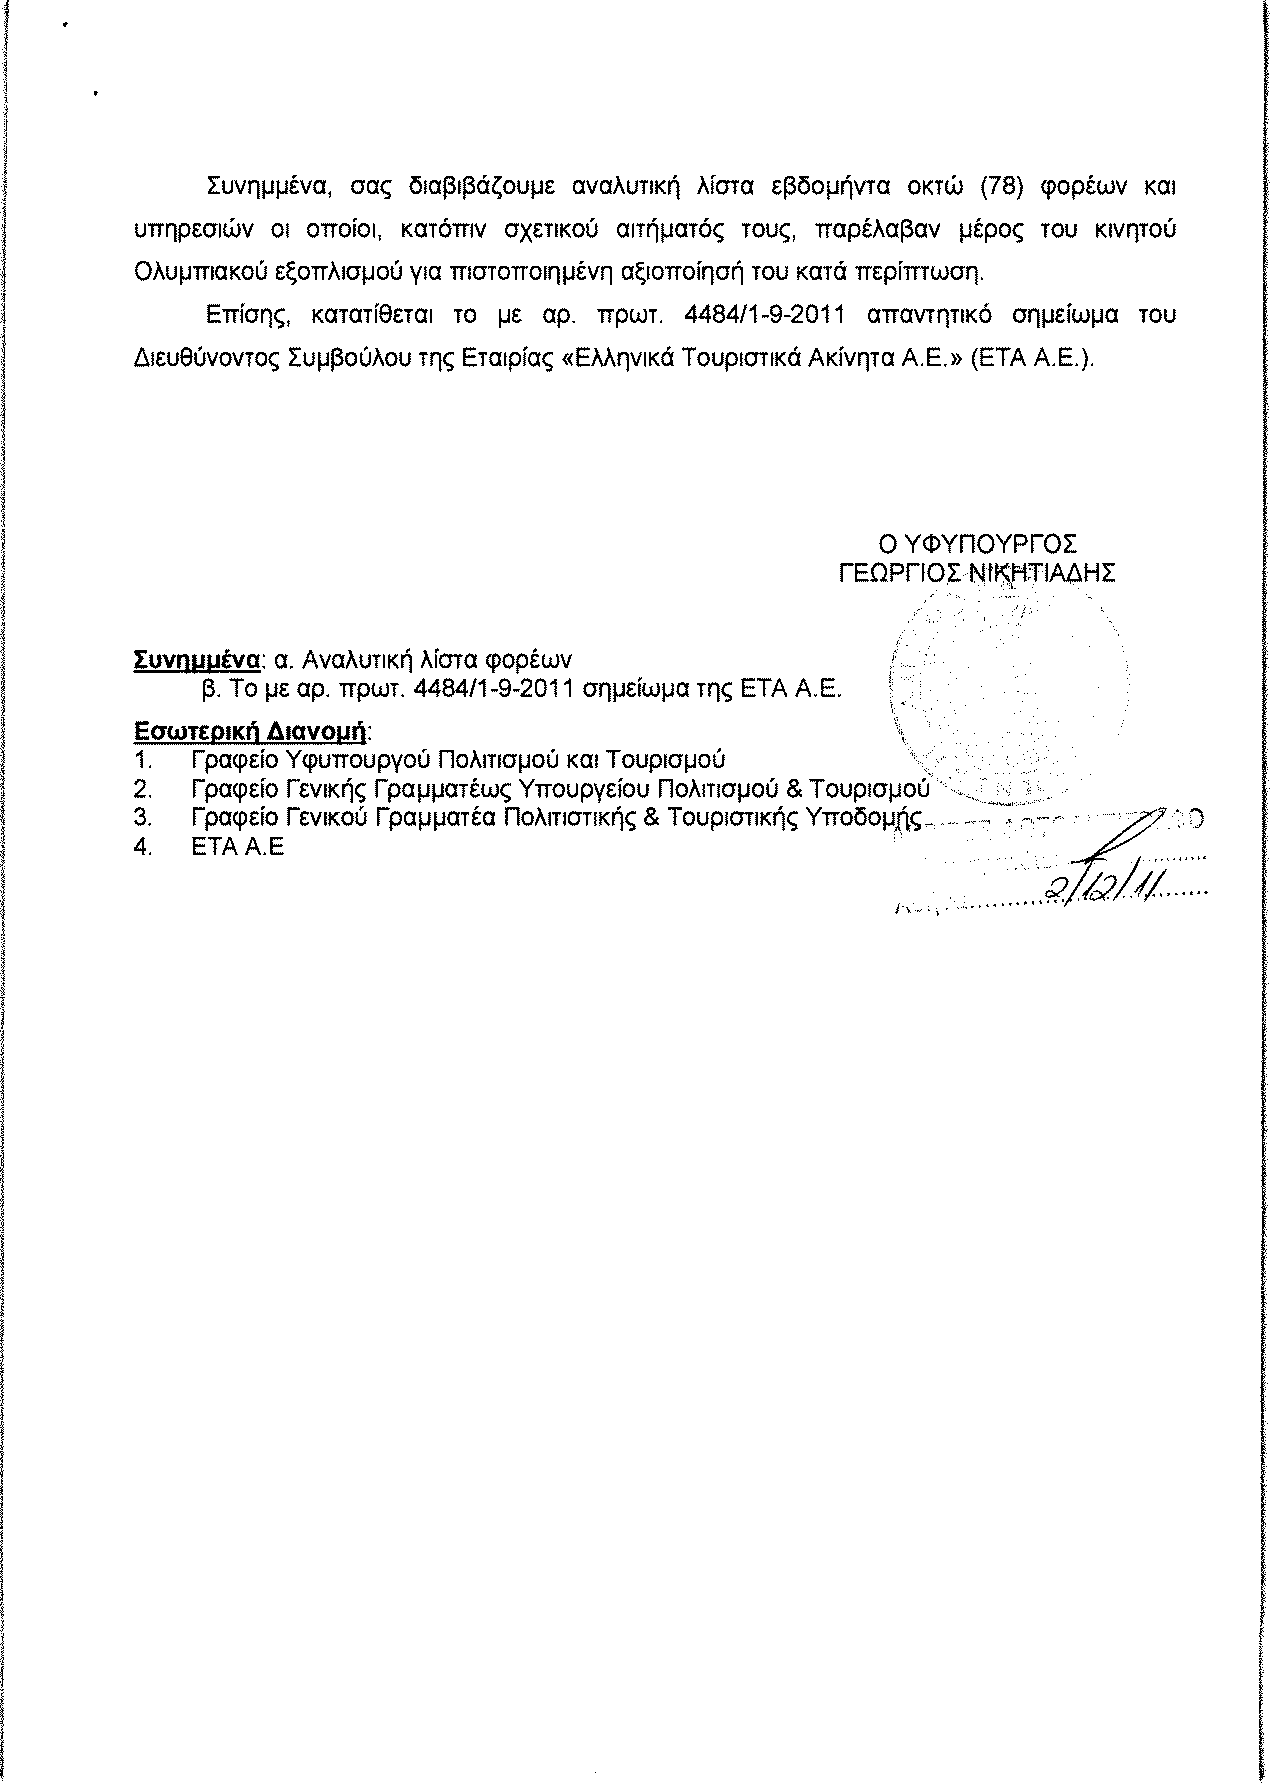 Συνημμένα, σας διαβιβάζουμε αναλυτική λίστα εβδομήντα οκτώ (78) φορέων και
υπηρεσιών οι οποίοι, κατόπιν σχετικού αιτήματός τους, παρέλαβαν μέρος του κινητού
Ολυμπιακού εξοπλισμού για πιστοποιημένη αξιοποίησή του κατά περίπτωση.
Επίσης, κατατίθεται το με αρ. πρωτ. 4484/1-9-2011 απαντητικό σημείωμα του
Διευθύνοντος Συμβούλου της Εταιρίας «Ελληνικά Τουριστικά Ακίνητα Α.Ε.» (ΕΤΑ Α.Ε.).
Ο ΥΦΥΠΟΥΡΓΟΣ
ΓΕΩΡΓΙΟΣ ΝΙΚΗΤΙΑΔΗΣ
Συνημμένα: α. Αναλυτική λίστα φορέων
β. Το με αρ. πρωτ. 4484/1-9-2011 σημείωμα της ΕΤΑ Α.Ε.
Εσωτερική Διανομή:
1. Γραφείο Υφυπουργού Πολιτισμού και Τουρισμού
2. Γραφείο Γενικής Γραμματέως Υπουργείου Πολιτισμού & Τουρισμού
3. Γραφείο Γενικού Γραμματέα Πολιτιστικής & Τουριστικής Υποδομής
4. ΕΤΑ Α.Ε
2/12/11